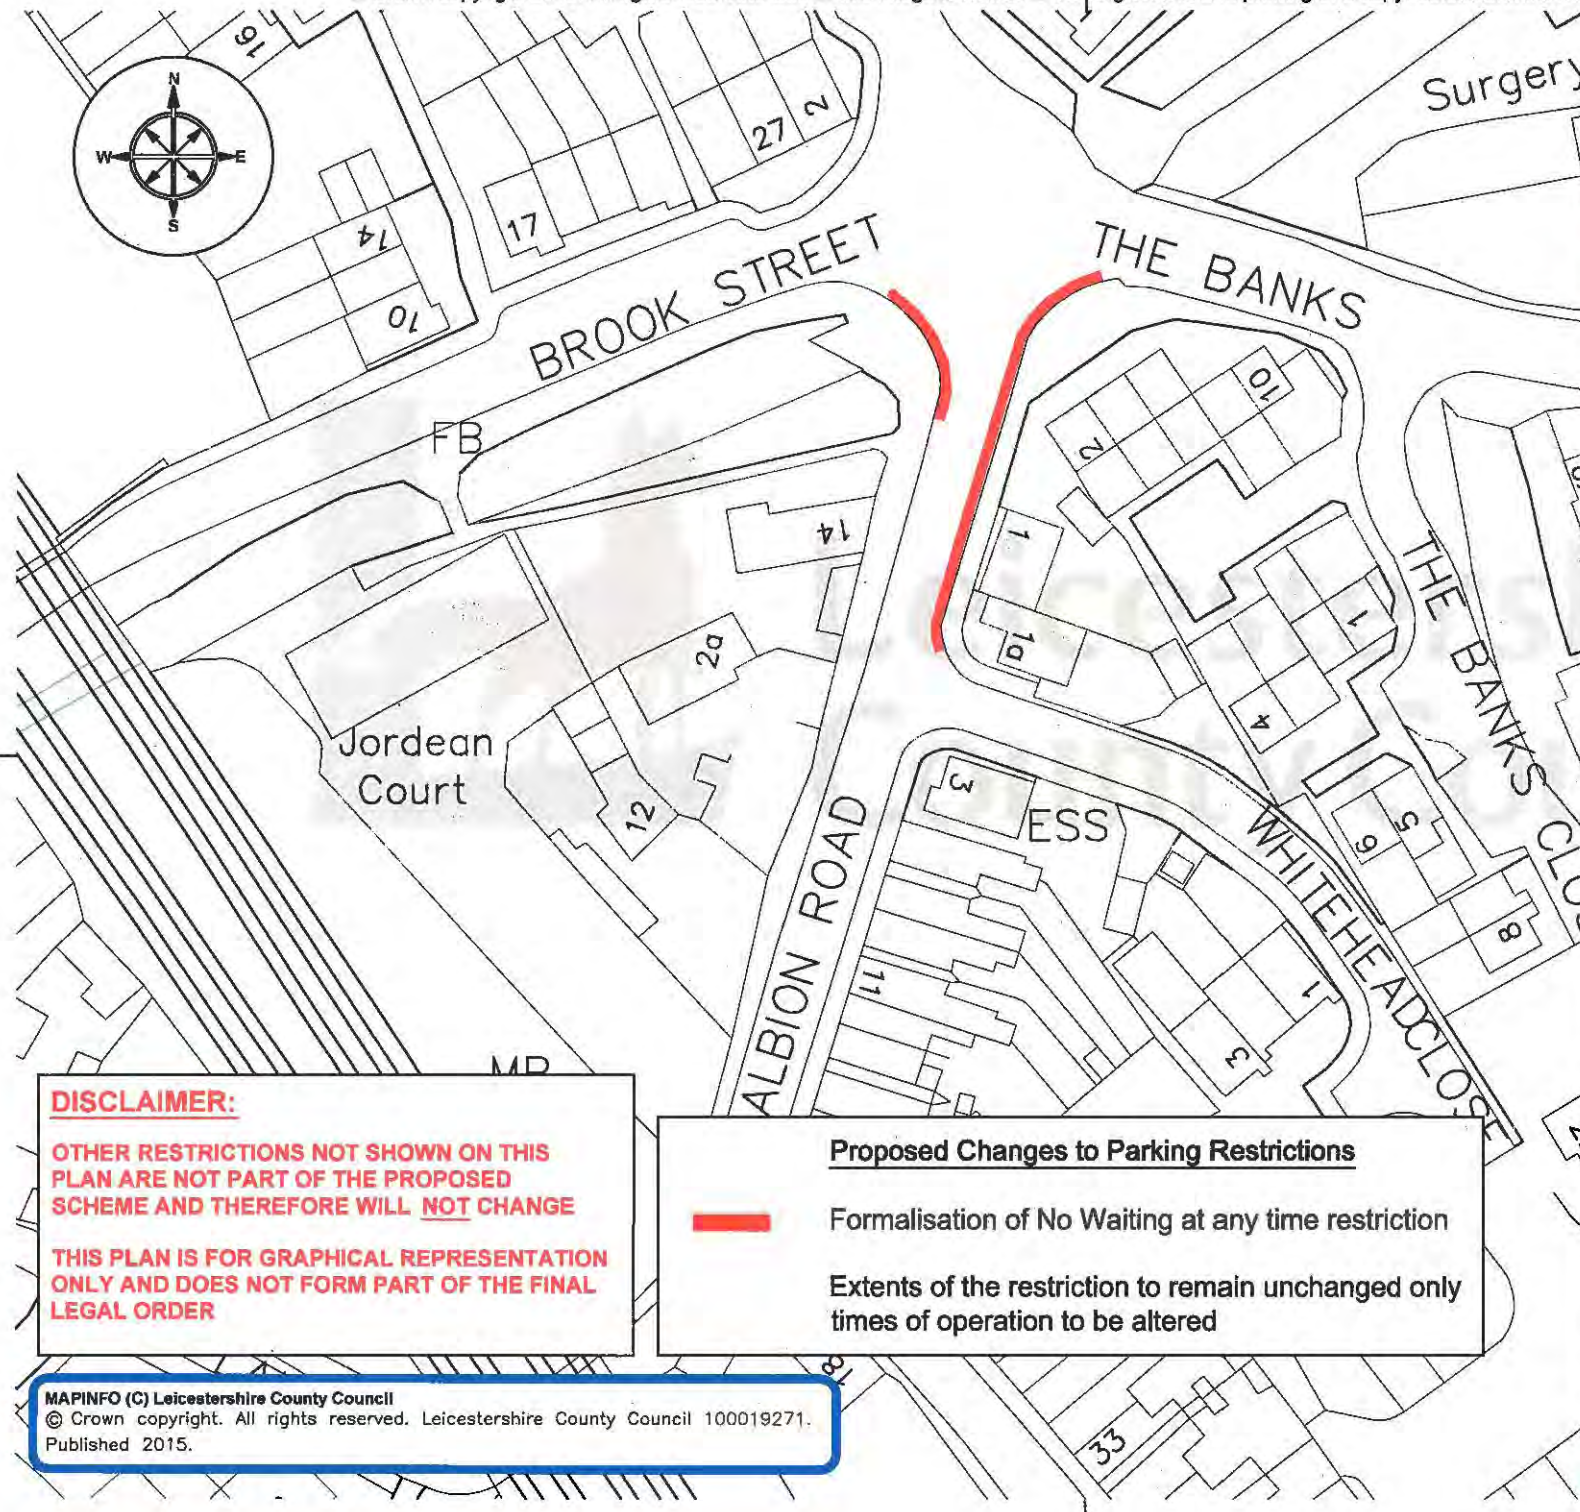 16
N
W E
S
Surgery
27 2
17
74
70
BROOK STREET
THE BANKS
10
2
FB
14
1
1a
2a
1
4
THE BANKS CLOSE
Jordean
Court
12
3
ESS
5
6
8
WHITEHEAD CLOSE
ALBION ROAD
11
1
3
DISCLAIMER:
OTHER RESTRICTIONS NOT SHOWN ON THIS
PLAN ARE NOT PART OF THE PROPOSED
SCHEME AND THEREFORE WILL NOT CHANGE
THIS PLAN IS FOR GRAPHICAL REPRESENTATION
ONLY AND DOES NOT FORM PART OF THE FINAL
LEGAL ORDER
Proposed Changes to Parking Restrictions
Formalisation of No Waiting at any time restriction
Extents of the restriction to remain unchanged only
times of operation to be altered
18
33
MAPINFO (C) Leicestershire County Council
© Crown copyright. All rights reserved. Leicestershire County Council 100019271.
Published 2015.